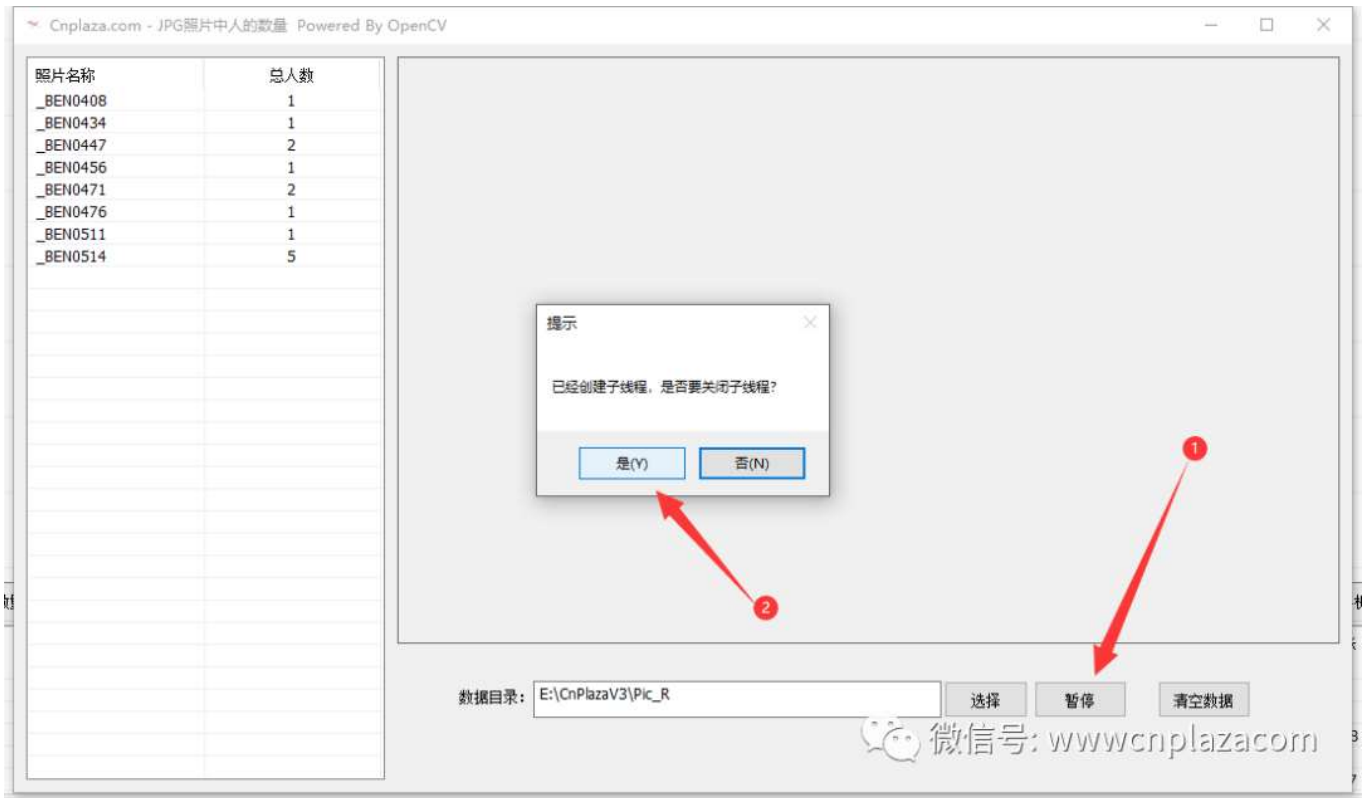 Cnplaza.com - JPG照片中人的数量 Powered By OpenCV
照片名称 总人数
_BEN0408 1
_BEN0434 1
_BEN0447 2
_BEN0456 1
_BEN0471 2
_BEN0476 1
_BEN0511 1
_BEN0514 5
提示
已经创建子线程，是否要关闭子线程?
是(Y) 否(N)
1
2
数据目录: E:\CnPlazaV3\Pic_R 选择 暂停 清空数据
微信号: wwwcnplazacom